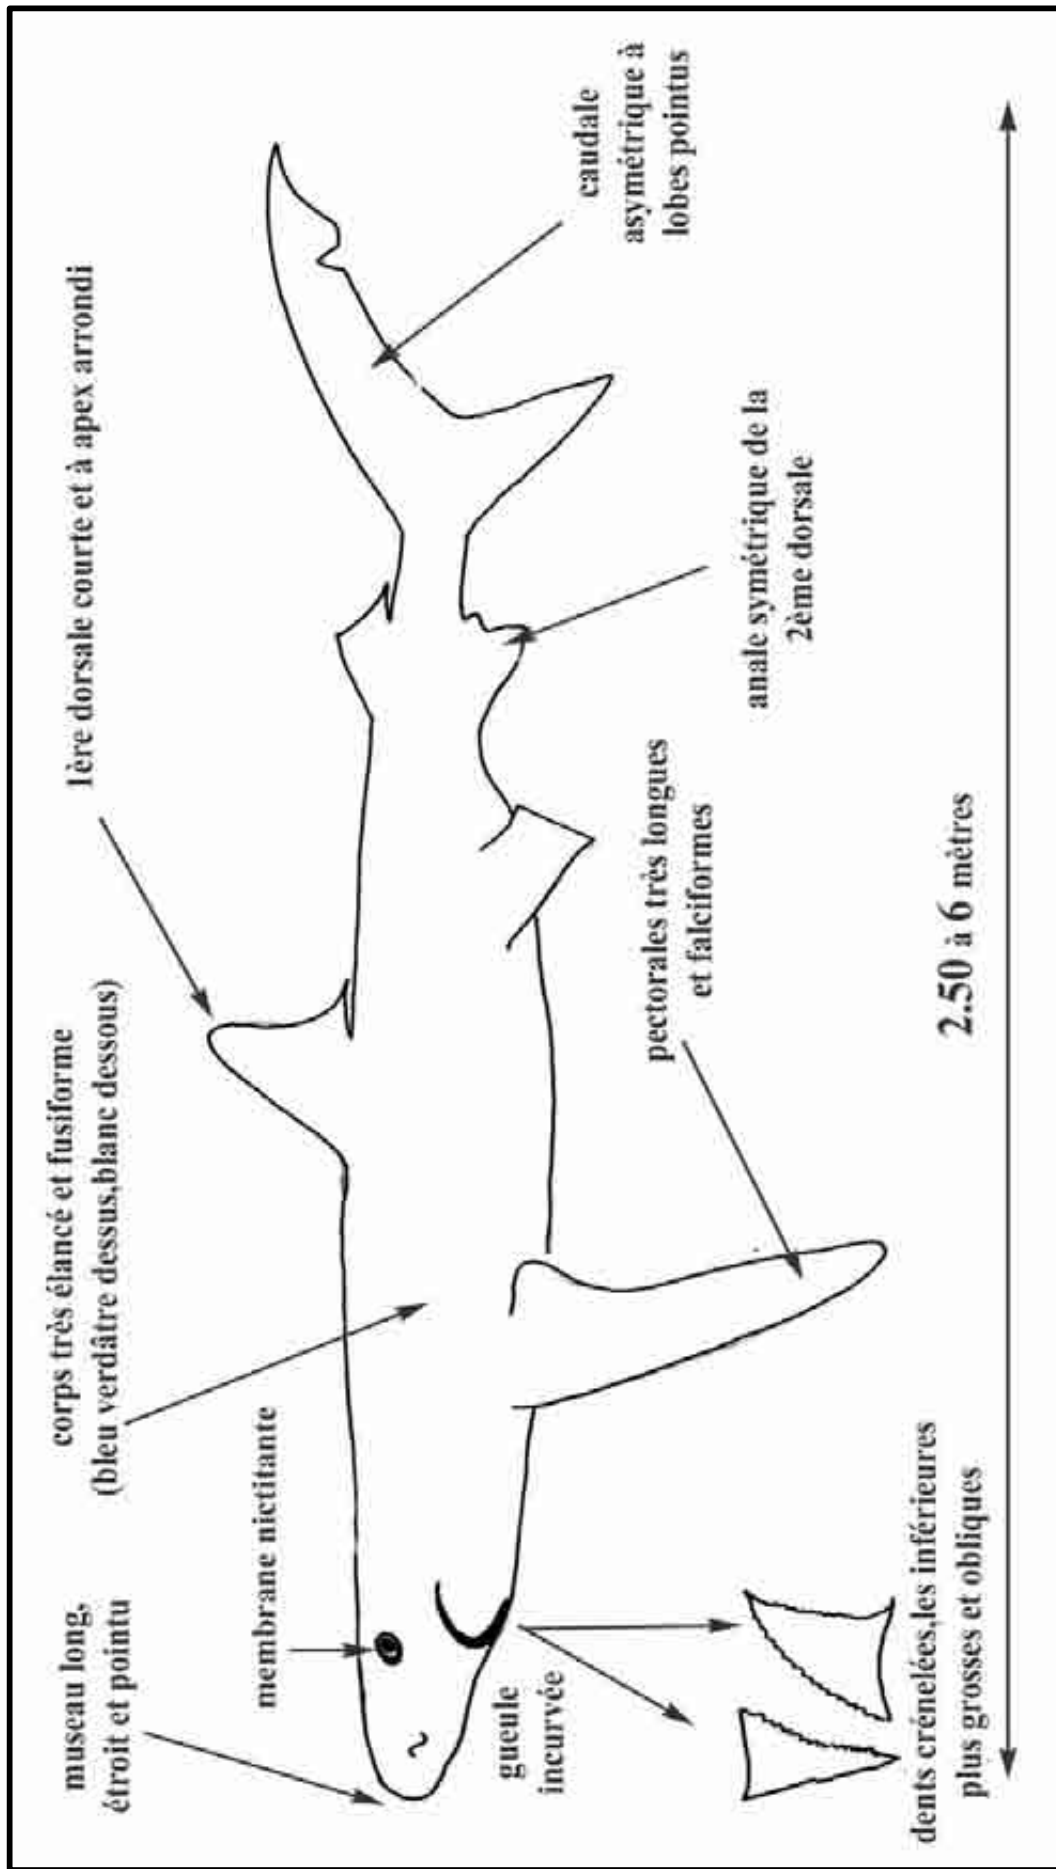 museau long,
étroit et pointu
corps très élancé et fusiforme
(bleu verdâtre dessus,blanc dessous)
1ère dorsale courte et à apex arrondi
membrane nictitante
caudale
asymétrique à
lobes pointus
gueule
incurvée
pectorales très longues
et falciformes
anale symétrique de la
2ème dorsale
dents crénelées,les inférieures
plus grosses et obliques
2.50 à 6 mètres